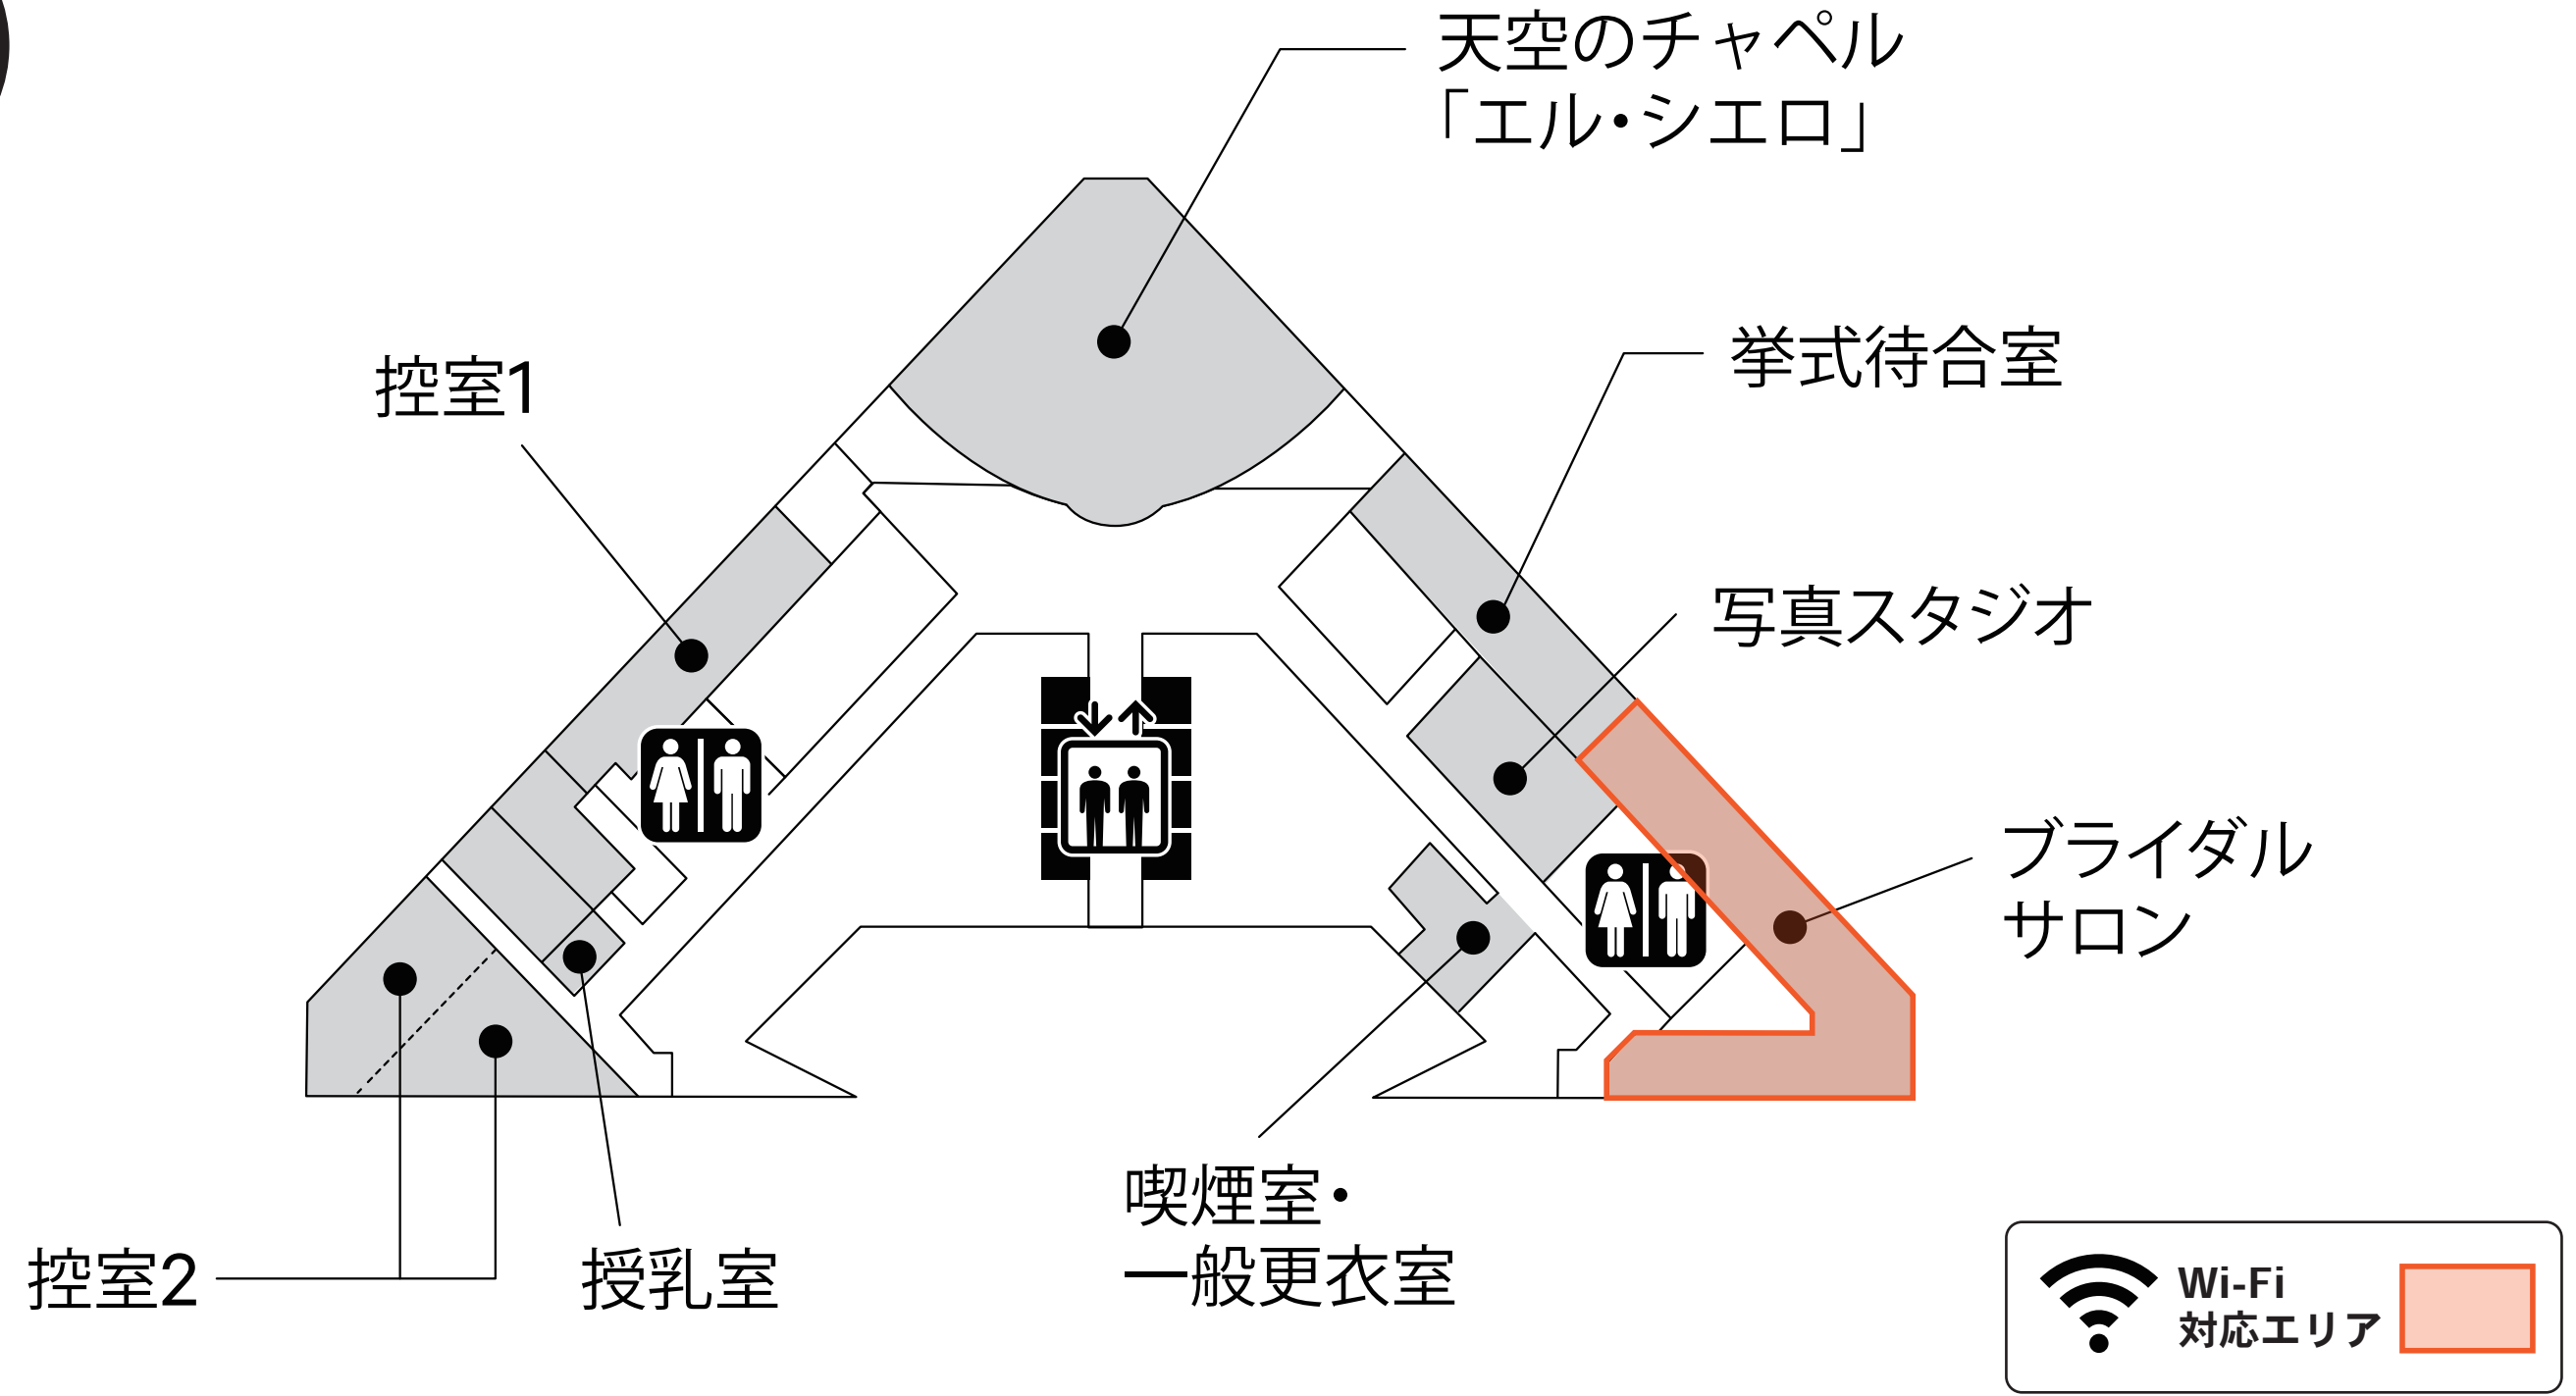 天空のチャペル
「エル・シエロ」
控室1
挙式待合室
写真スタジオ
ブライダル
サロン
喫煙室・
一般更衣室
控室2
授乳室
Wi-Fi
対応エリア